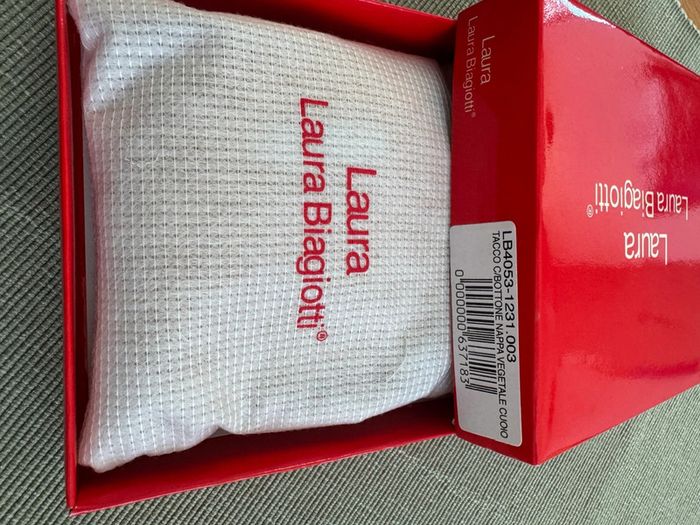 Laura
Laura Biagiotti®
Laura
Laura Biagiotti®
Laura
Laura Biagiotti®
LB4053-1231.003
TACCO C/BOTTONE NAPPA VEGETALE CUOIO
0 000000 637183